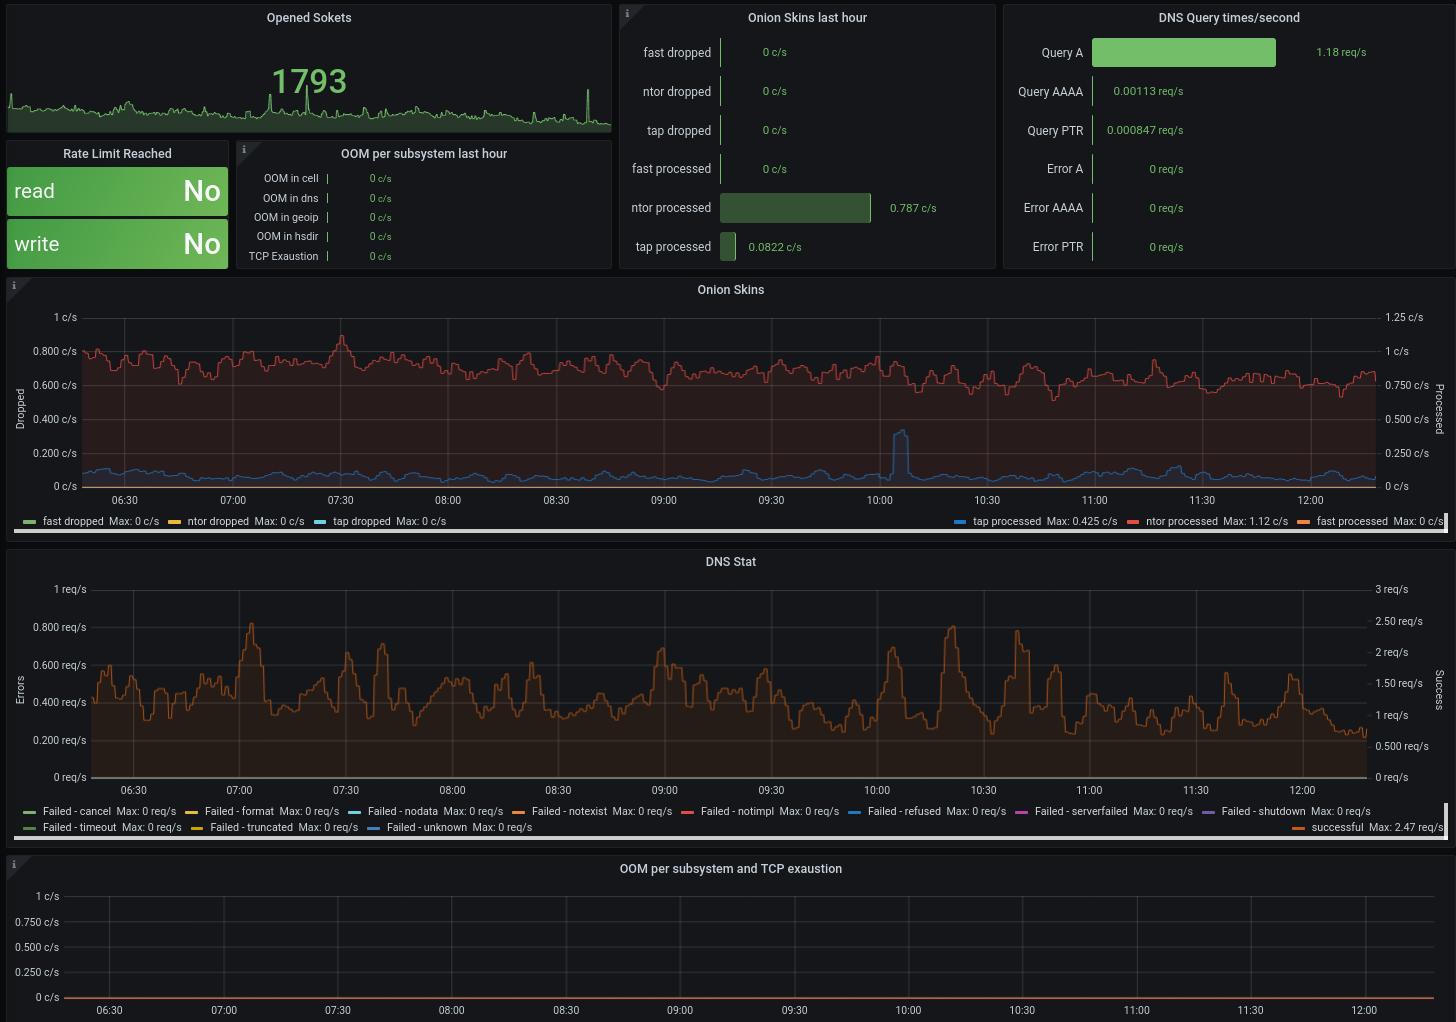 Opened Sokets
1793
Rate Limit Reached
read No
write No
i
OOM per subsystem last hour
OOM in cell 0 c/s
OOM in dns 0 c/s
OOM in geoip 0 c/s
OOM in hsdir 0 c/s
TCP Exaustion 0 c/s
i
Onion Skins last hour
fast dropped 0 c/s
ntor dropped 0 c/s
tap dropped 0 c/s
fast processed 0 c/s
ntor processed 0.787 c/s
tap processed 0.0822 c/s
DNS Query times/second
Query A 1.18 req/s
Query AAAA 0.00113 req/s
Query PTR 0.000847 req/s
Error A 0 req/s
Error AAAA 0 req/s
Error PTR 0 req/s
i
Onion Skins
Dropped
1 c/s
0.800 c/s
0.600 c/s
0.400 c/s
0.200 c/s
0 c/s
1.25 c/s
1 c/s
0.750 c/s
0.500 c/s
0.250 c/s
0 c/s
Processed
06:30 07:00 07:30 08:00 08:30 09:00 09:30 10:00 10:30 11:00 11:30 12:00
fast dropped Max: 0 c/s ntor dropped Max: 0 c/s tap dropped Max: 0 c/s tap processed Max: 0.425 c/s ntor processed Max: 1.12 c/s fast processed Max: 0 c/s
DNS Stat
Errors
1 req/s
0.800 req/s
0.600 req/s
0.400 req/s
0.200 req/s
0 req/s
3 req/s
2.50 req/s
2 req/s
1.50 req/s
1 req/s
0.500 req/s
0 req/s
Success
06:30 07:00 07:30 08:00 08:30 09:00 09:30 10:00 10:30 11:00 11:30 12:00
Failed - cancel Max: 0 req/s Failed - format Max: 0 req/s Failed - nodata Max: 0 req/s Failed - notexist Max: 0 req/s Failed - notimpl Max: 0 req/s Failed - refused Max: 0 req/s Failed - serverfailed Max: 0 req/s Failed - shutdown Max: 0 req/s
Failed - timeout Max: 0 req/s Failed - truncated Max: 0 req/s Failed - unknown Max: 0 req/s successful Max: 2.47 req/s
i
OOM per subsystem and TCP exaustion
1 c/s
0.750 c/s
0.500 c/s
0.250 c/s
0 c/s
06:30 07:00 07:30 08:00 08:30 09:00 09:30 10:00 10:30 11:00 11:30 12:00